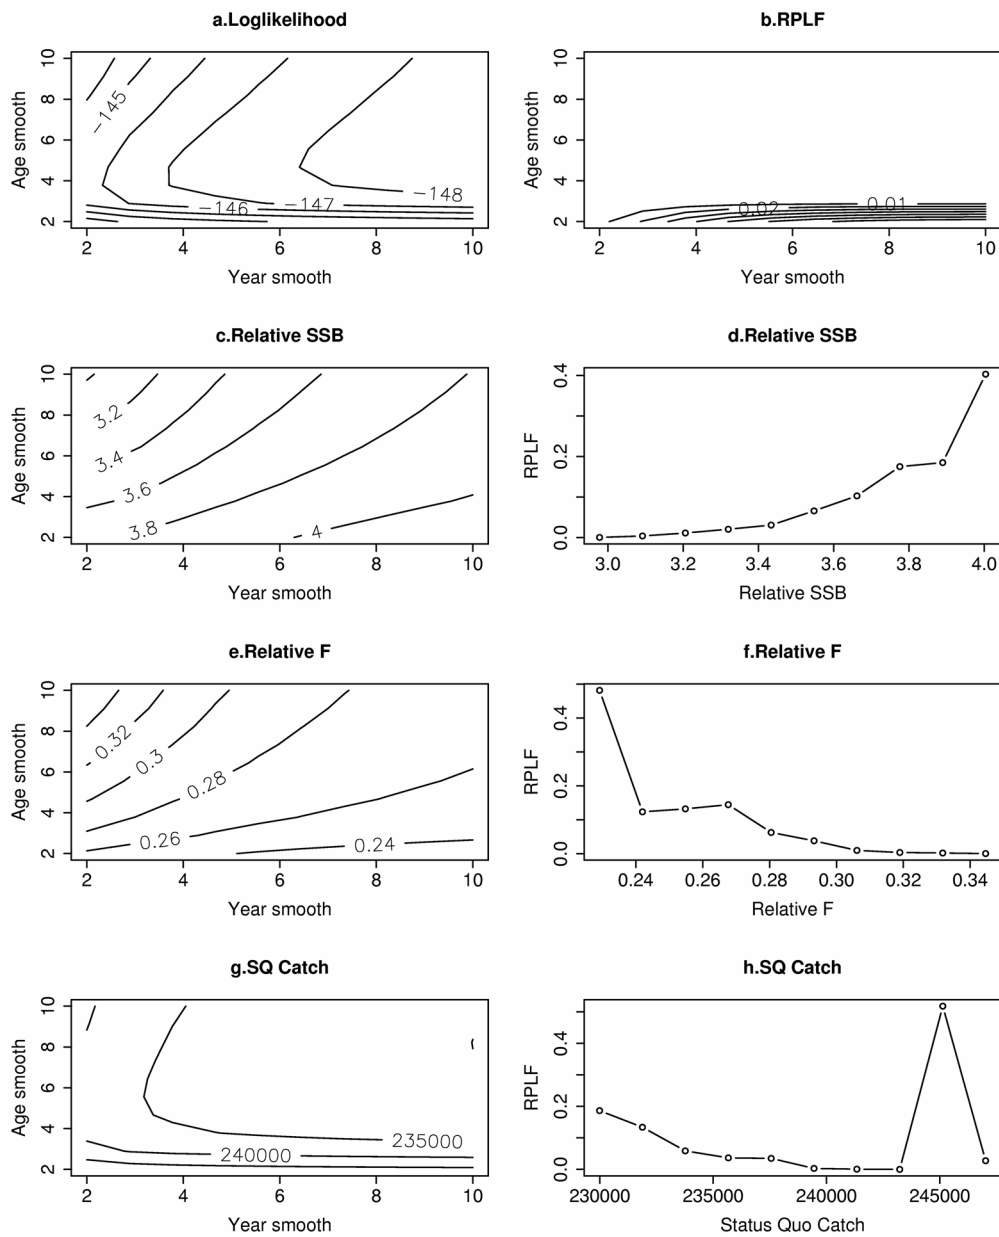 a.Loglikelihood
Age smooth
2 4 6 8 10
-145
-146
-147
-148
2 4 6 8 10
Year smooth
b.RPLF
Age smooth
2 4 6 8 10
0.02
0.01
2 4 6 8 10
Year smooth
c.Relative SSB
Age smooth
2 4 6 8 10
3.2
3.4
3.6
3.8
4
2 4 6 8 10
Year smooth
d.Relative SSB
RPLF
0.0 0.2 0.4
3.0 3.2 3.4 3.6 3.8 4.0
Relative SSB
e.Relative F
Age smooth
2 4 6 8 10
0.32
0.3
0.28
0.26
0.24
2 4 6 8 10
Year smooth
f.Relative F
RPLF
0.0 0.2 0.4
0.24 0.26 0.28 0.30 0.32 0.34
Relative F
g.SQ Catch
Age smooth
2 4 6 8 10
235000
240000
2 4 6 8 10
Year smooth
h.SQ Catch
RPLF
0.0 0.2 0.4
230000 235000 240000 245000
Status Quo Catch